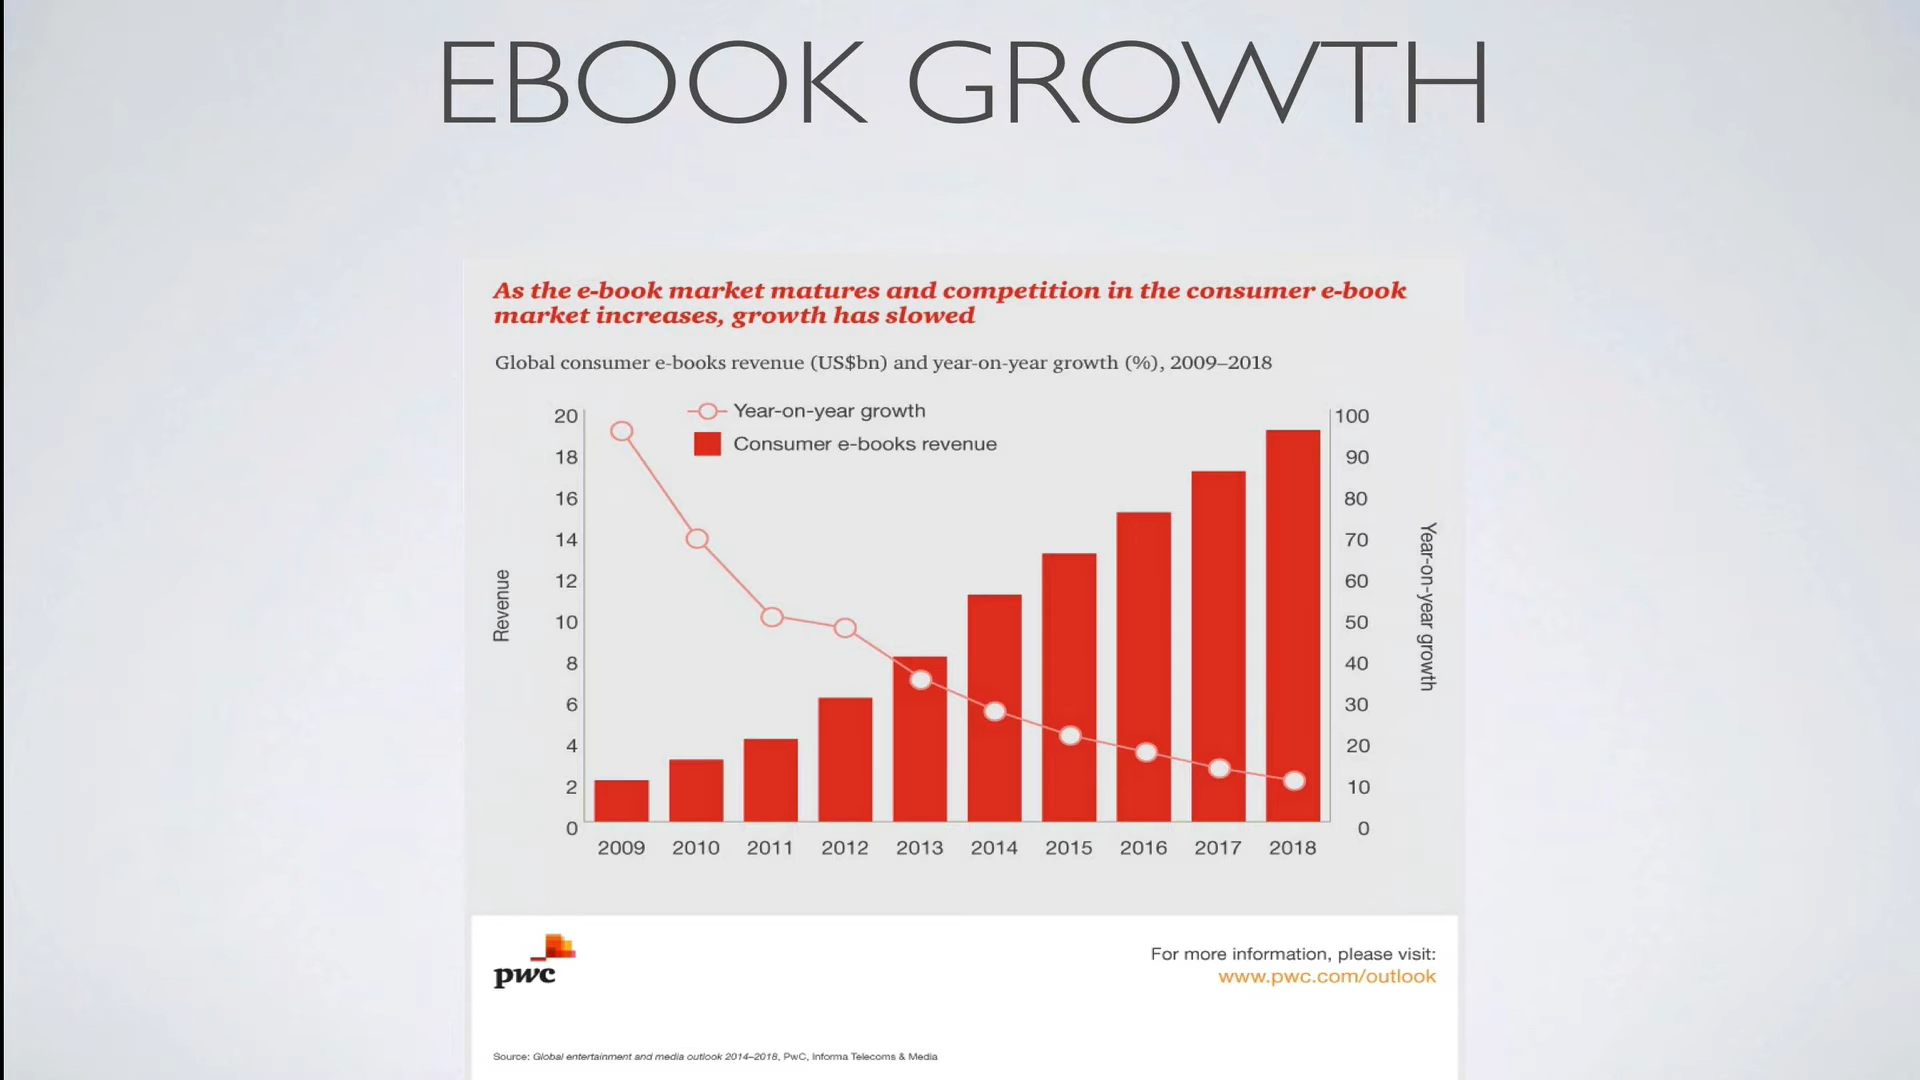 EBOOK GROWTH
As the e-book market matures and competition in the consumer e-book
market increases, growth has slowed
Global consumer e-books revenue (US$bn) and year-on-year growth (%), 2009–2018
Year-on-year growth
Consumer e-books revenue
20
18
16
14
12
10
8
6
4
2
0
Revenue
100
90
80
70
60
50
40
30
20
10
0
Year-on-year growth
2009 2010 2011 2012 2013 2014 2015 2016 2017 2018
pwc
For more information, please visit:
www.pwc.com/outlook
Source: Global entertainment and media outlook 2014–2018, PwC, Informa Telecoms & Media